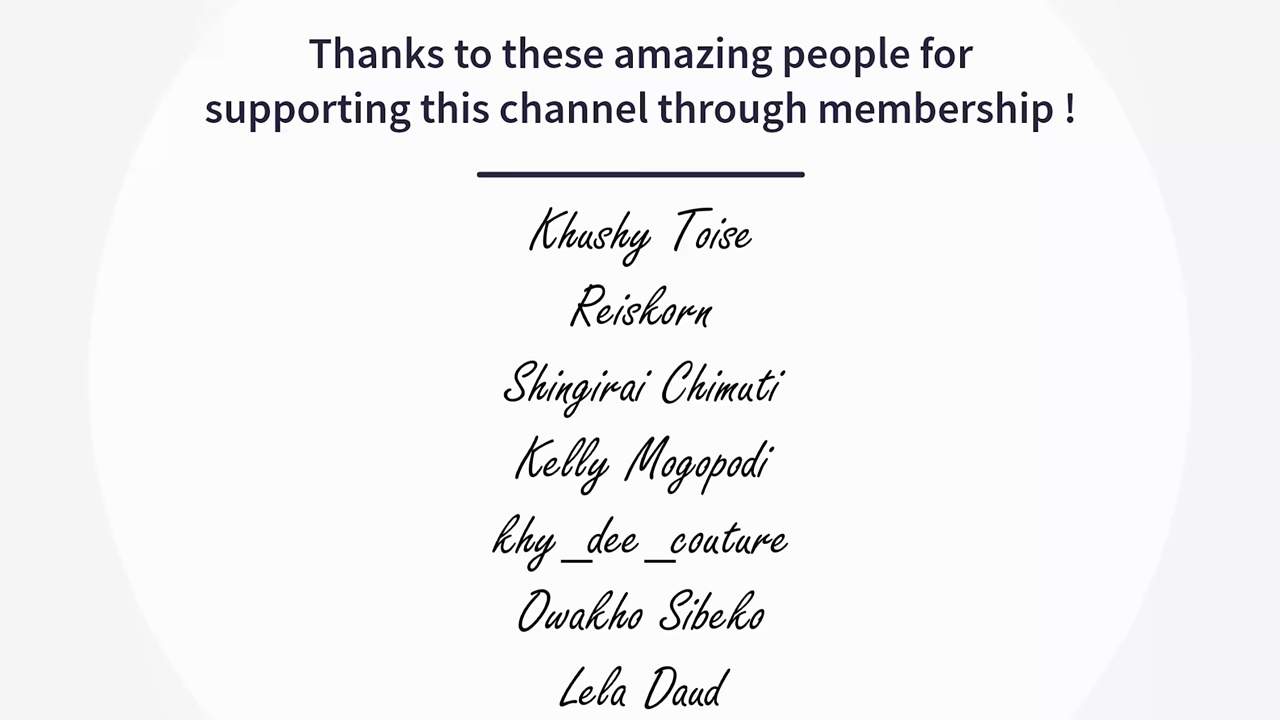 Thanks to these amazing people for
supporting this channel through membership !
Khushy Toise
Reiskorn
Shingirai Chimuti
Kelly Mogopodi
khy_dee_couture
Owakho Sibeko
Lela Daud